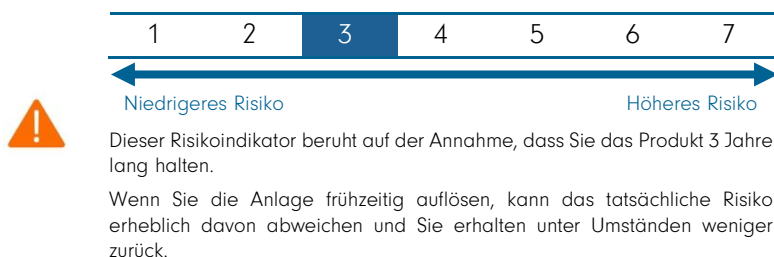 1 2 3 4 5 6 7
Niedrigeres Risiko Höheres Risiko
Dieser Risikoindikator beruht auf der Annahme, dass Sie das Produkt 3 Jahre
lang halten.
Wenn Sie die Anlage frühzeitig auflösen, kann das tatsächliche Risiko
erheblich davon abweichen und Sie erhalten unter Umständen weniger
zurück.